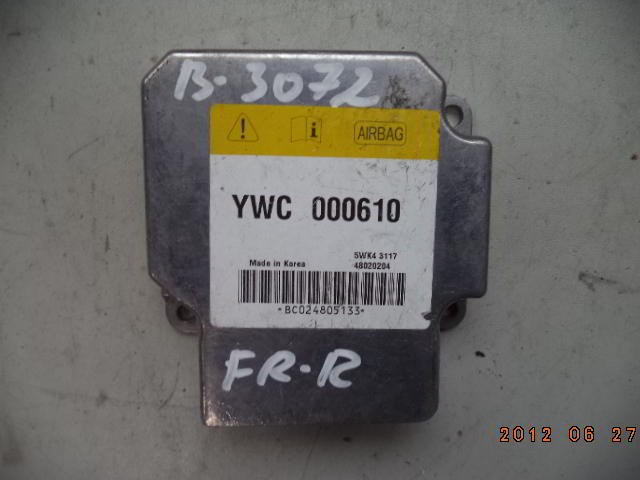 B-3072
AIRBAG
YWC 000610
5WK4 3117
Made in Korea
48020204
*BC024805133*
FR-R
2012 06 27